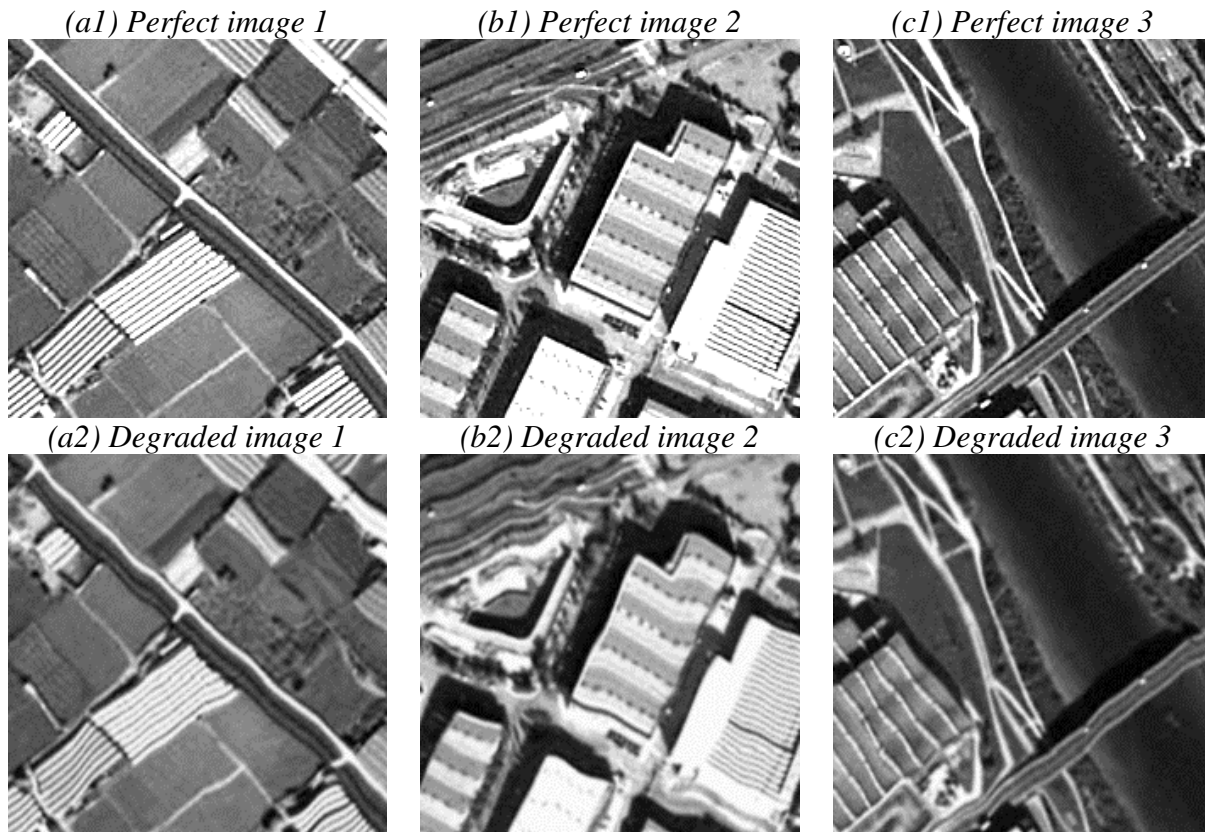 (a1) Perfect image 1 (b1) Perfect image 2 (c1) Perfect image 3
(a2) Degraded image 1 (b2) Degraded image 2 (c2) Degraded image 3